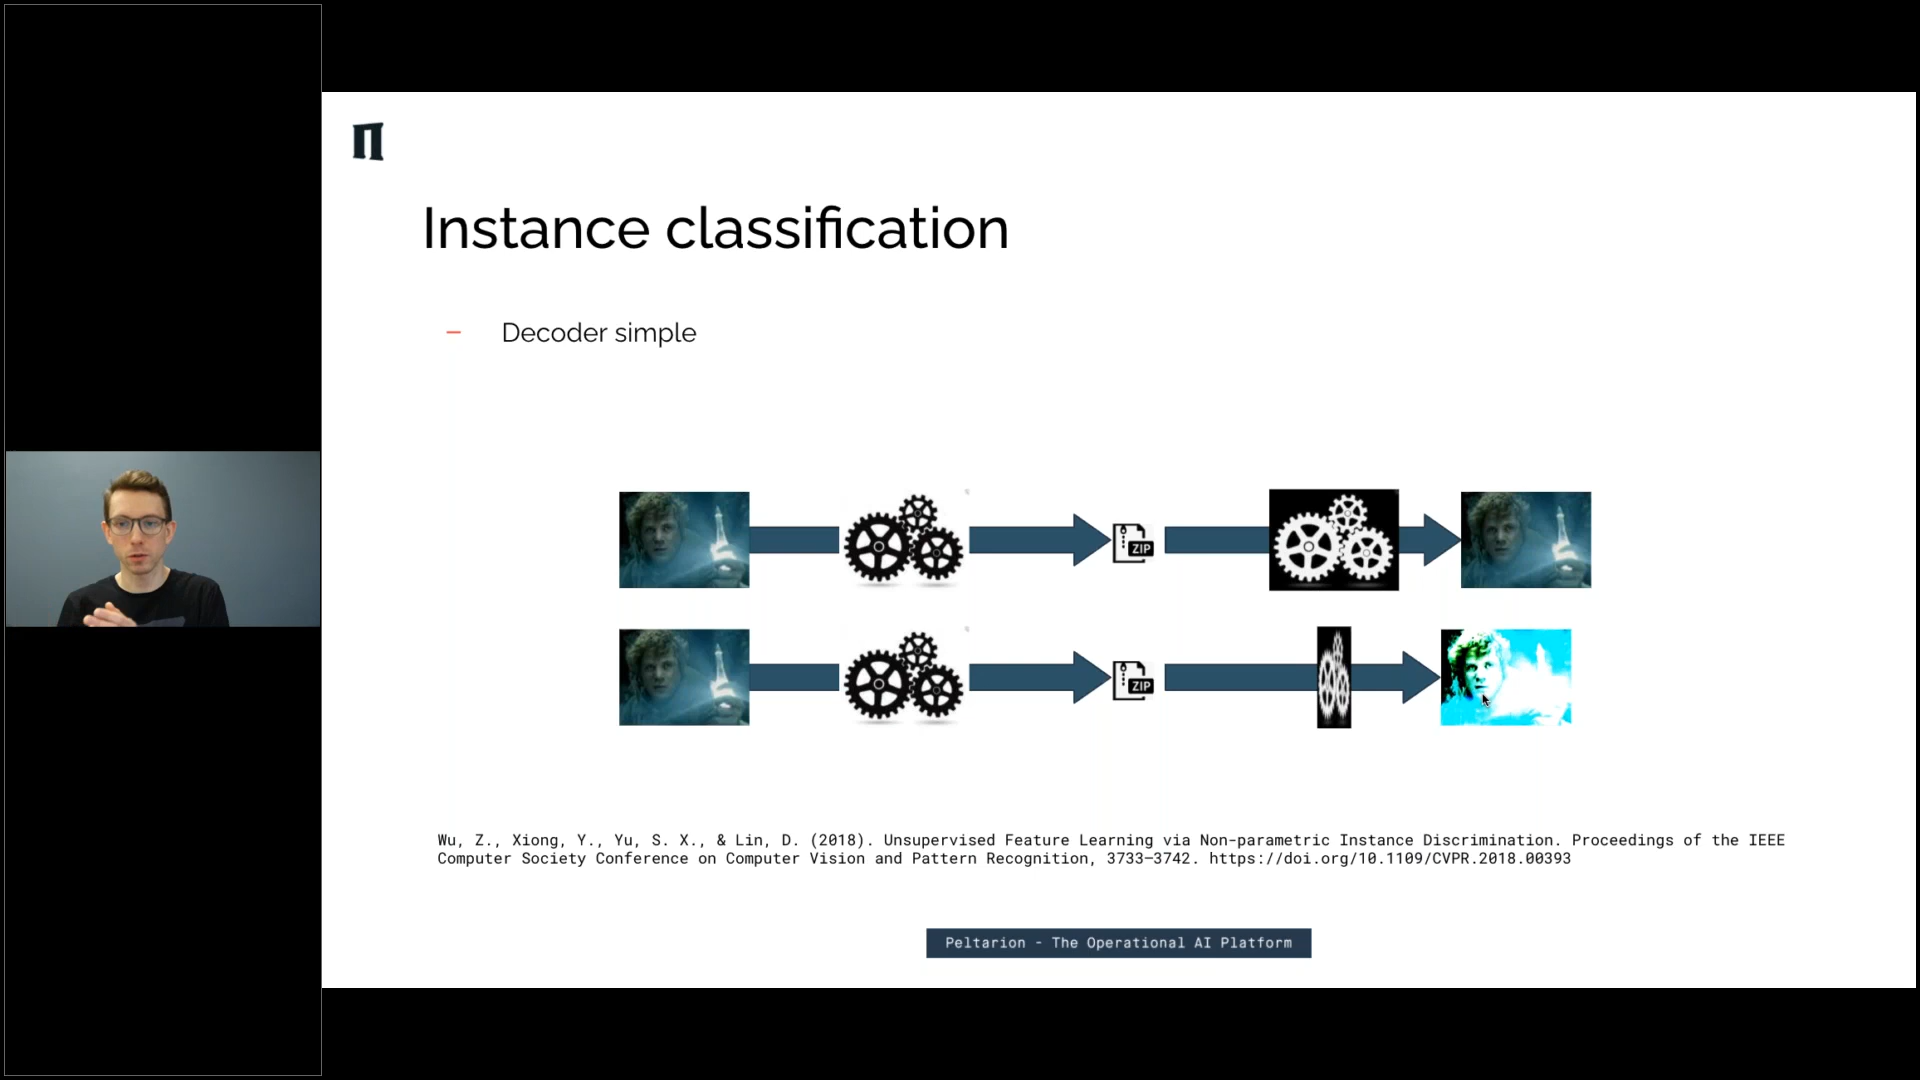 Instance classification
– Decoder simple
ZIP
ZIP
Wu, Z., Xiong, Y., Yu, S. X., & Lin, D. (2018). Unsupervised Feature Learning via Non-parametric Instance Discrimination. Proceedings of the IEEE
Computer Society Conference on Computer Vision and Pattern Recognition, 3733–3742. https://doi.org/10.1109/CVPR.2018.00393
Peltarion - The Operational AI Platform